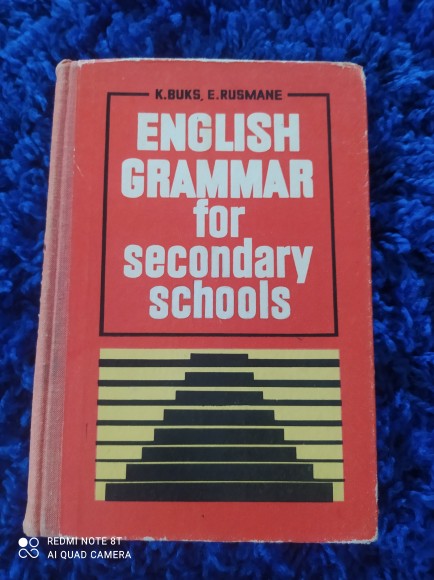 K.BUKS, E.RUSMANE
ENGLISH
GRAMMAR
for
secondary
schools
REDMI NOTE 8T
AI QUAD CAMERA